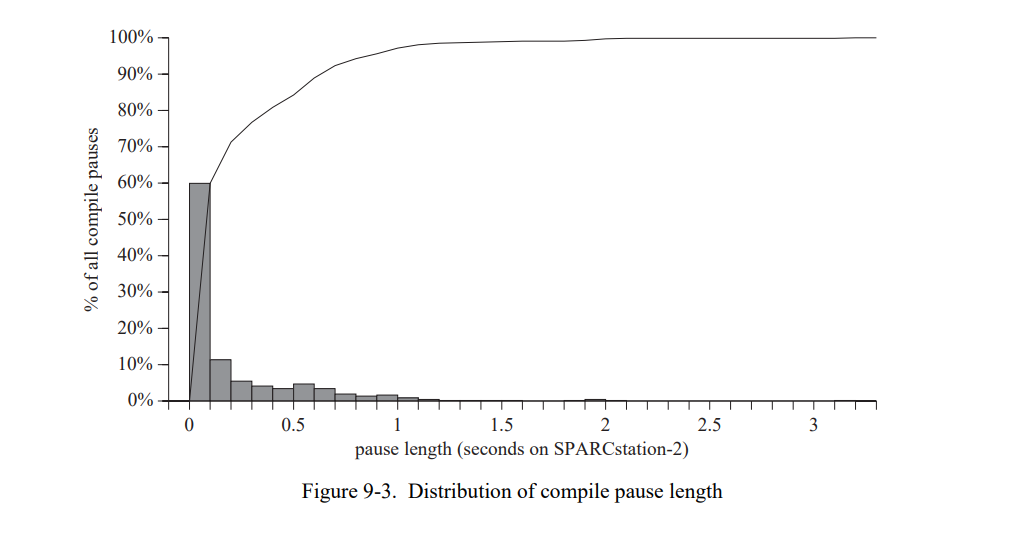 100%
90%
80%
70%
60%
50%
40%
30%
20%
10%
0%
% of all compile pauses
0 0.5 1 1.5 2 2.5 3
pause length (seconds on SPARCstation-2)
Figure 9-3. Distribution of compile pause length